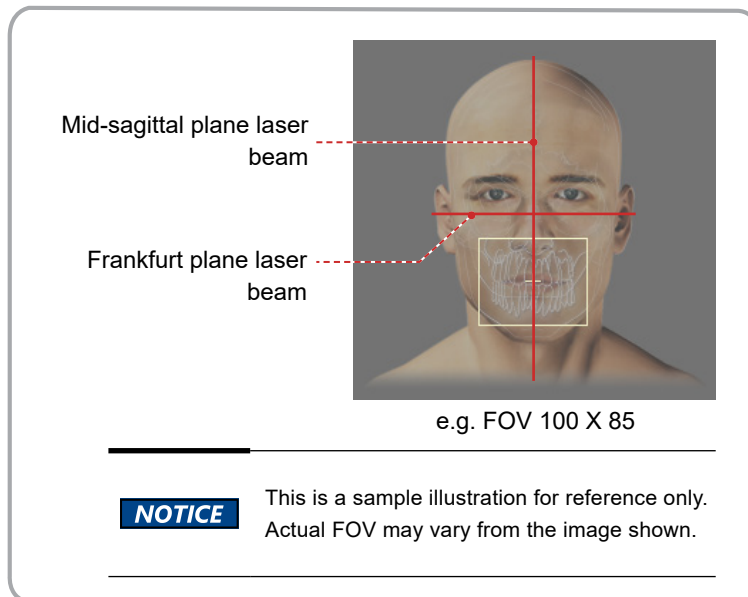 Mid-sagittal plane laser
beam
Frankfurt plane laser
beam
e.g. FOV 100 X 85
NOTICE
This is a sample illustration for reference only.
Actual FOV may vary from the image shown.